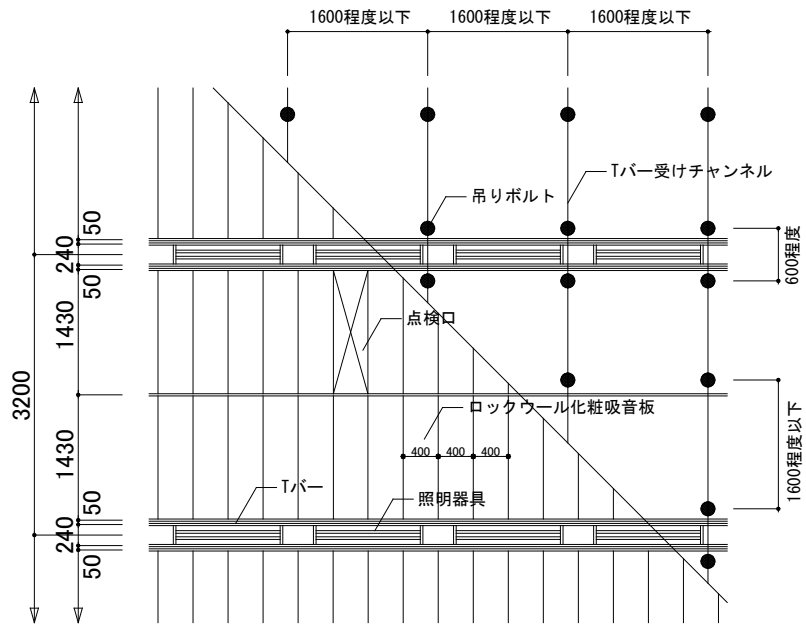 1600程度以下
1600程度以下
1600程度以下
Tバー受けチャンネル
吊りボルト
50
240
50
600程度
1430
点検口
3200
ロックウール化粧吸音板
400
400
400
1430
1600程度以下
Tバー
照明器具
50
240
50